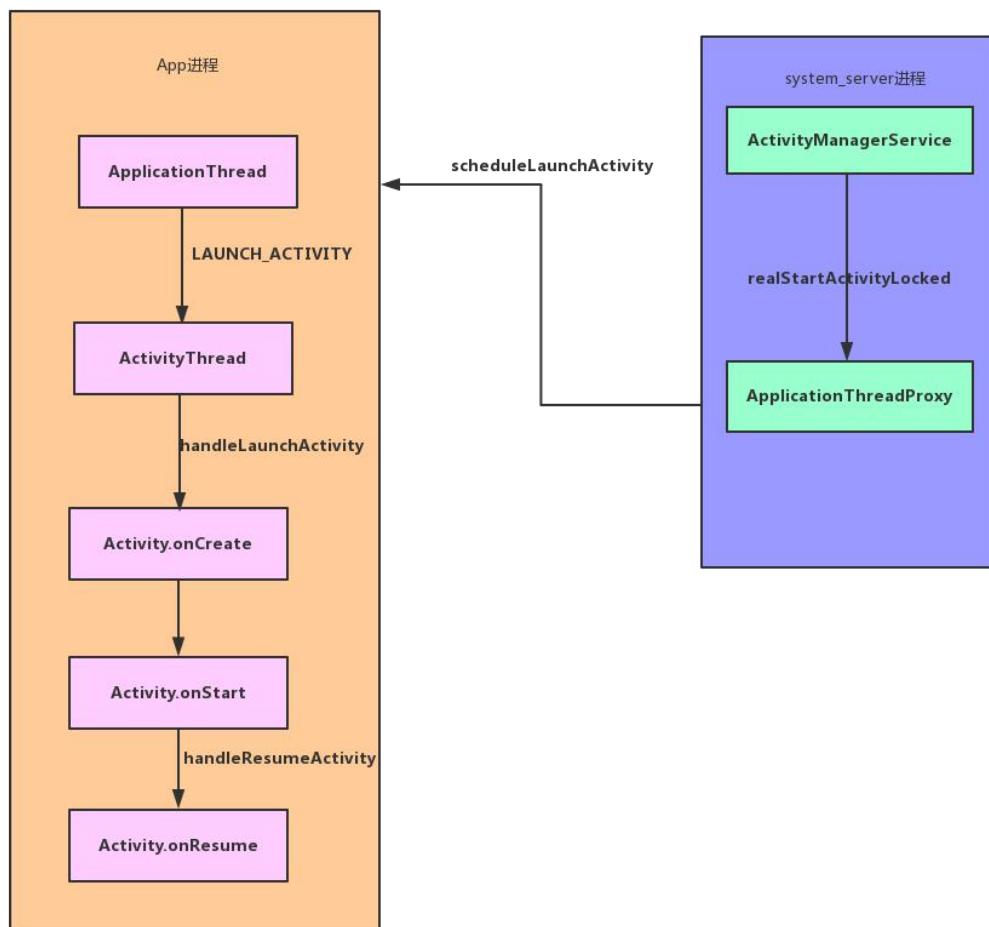 App进程
ApplicationThread
LAUNCH_ACTIVITY
ActivityThread
handleLaunchActivity
Activity.onCreate
Activity.onStart
handleResumeActivity
Activity.onResume
scheduleLaunchActivity
system_server进程
ActivityManagerService
realStartActivityLocked
ApplicationThreadProxy